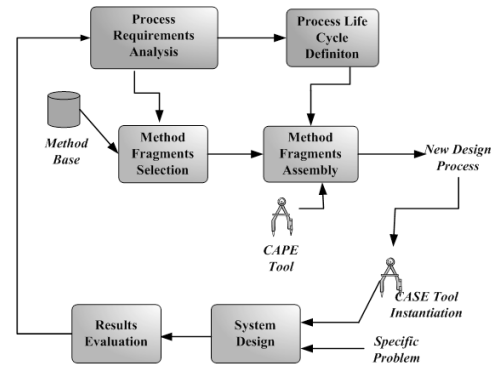 Process
Requirements
Analysis
Process Life
Cycle
Definiton
Method
Base
Method
Fragments
Selection
Method
Fragments
Assembly
New Design
Process
CAPE
Tool
CASE Tool
Instantiation
Results
Evaluation
System
Design
Specific
Problem